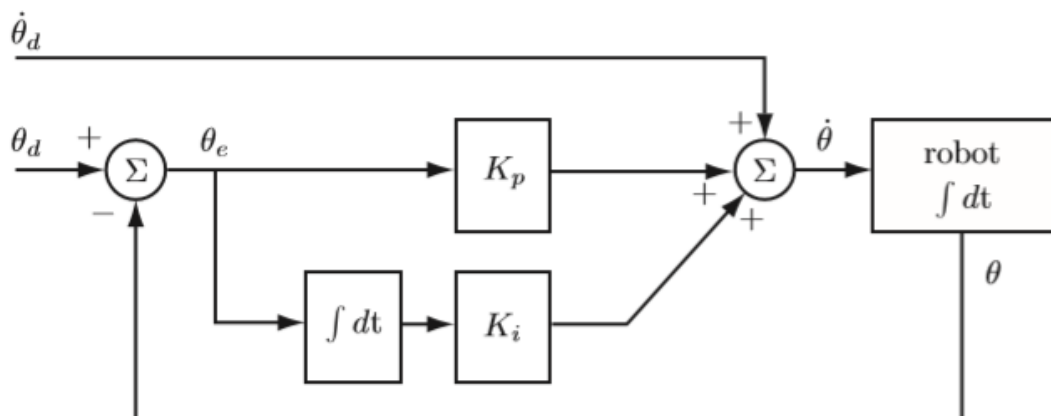 θ̇_d
θ_d + Σ θ_e K_p + + + Σ θ̇ robot ∫ dt
−
∫ dt K_i θ